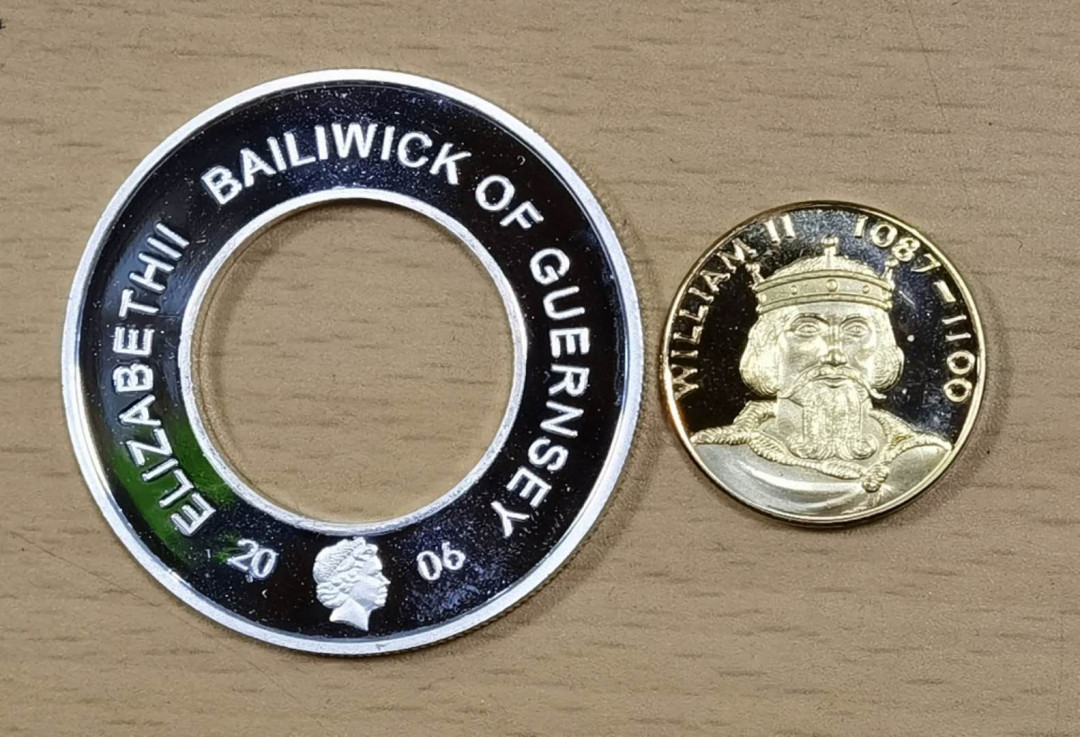 ELIZABETH II BAILIWICK OF GUERNSEY
20 06
WILLIAM II 1087-1100